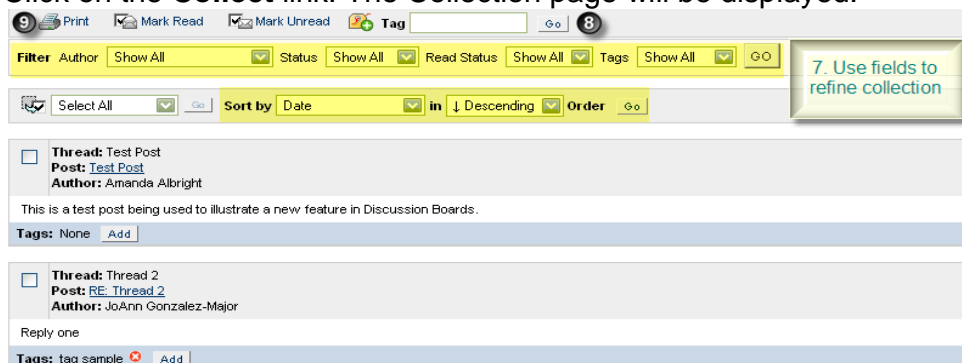 Click on the Collect link. The Collection page will be displayed.
9 Print Mark Read Mark Unread Tag Go 8
Filter Author Show All Status Show All Read Status Show All Tags Show All GO
7. Use fields to
refine collection
Select All Go Sort by Date in ↓ Descending Order Go
Thread: Test Post
Post: Test Post
Author: Amanda Albright
This is a test post being used to illustrate a new feature in Discussion Boards.
Tags: None Add
Thread: Thread 2
Post: RE: Thread 2
Author: JoAnn Gonzalez-Major
Reply one
Tags: tag sample Add